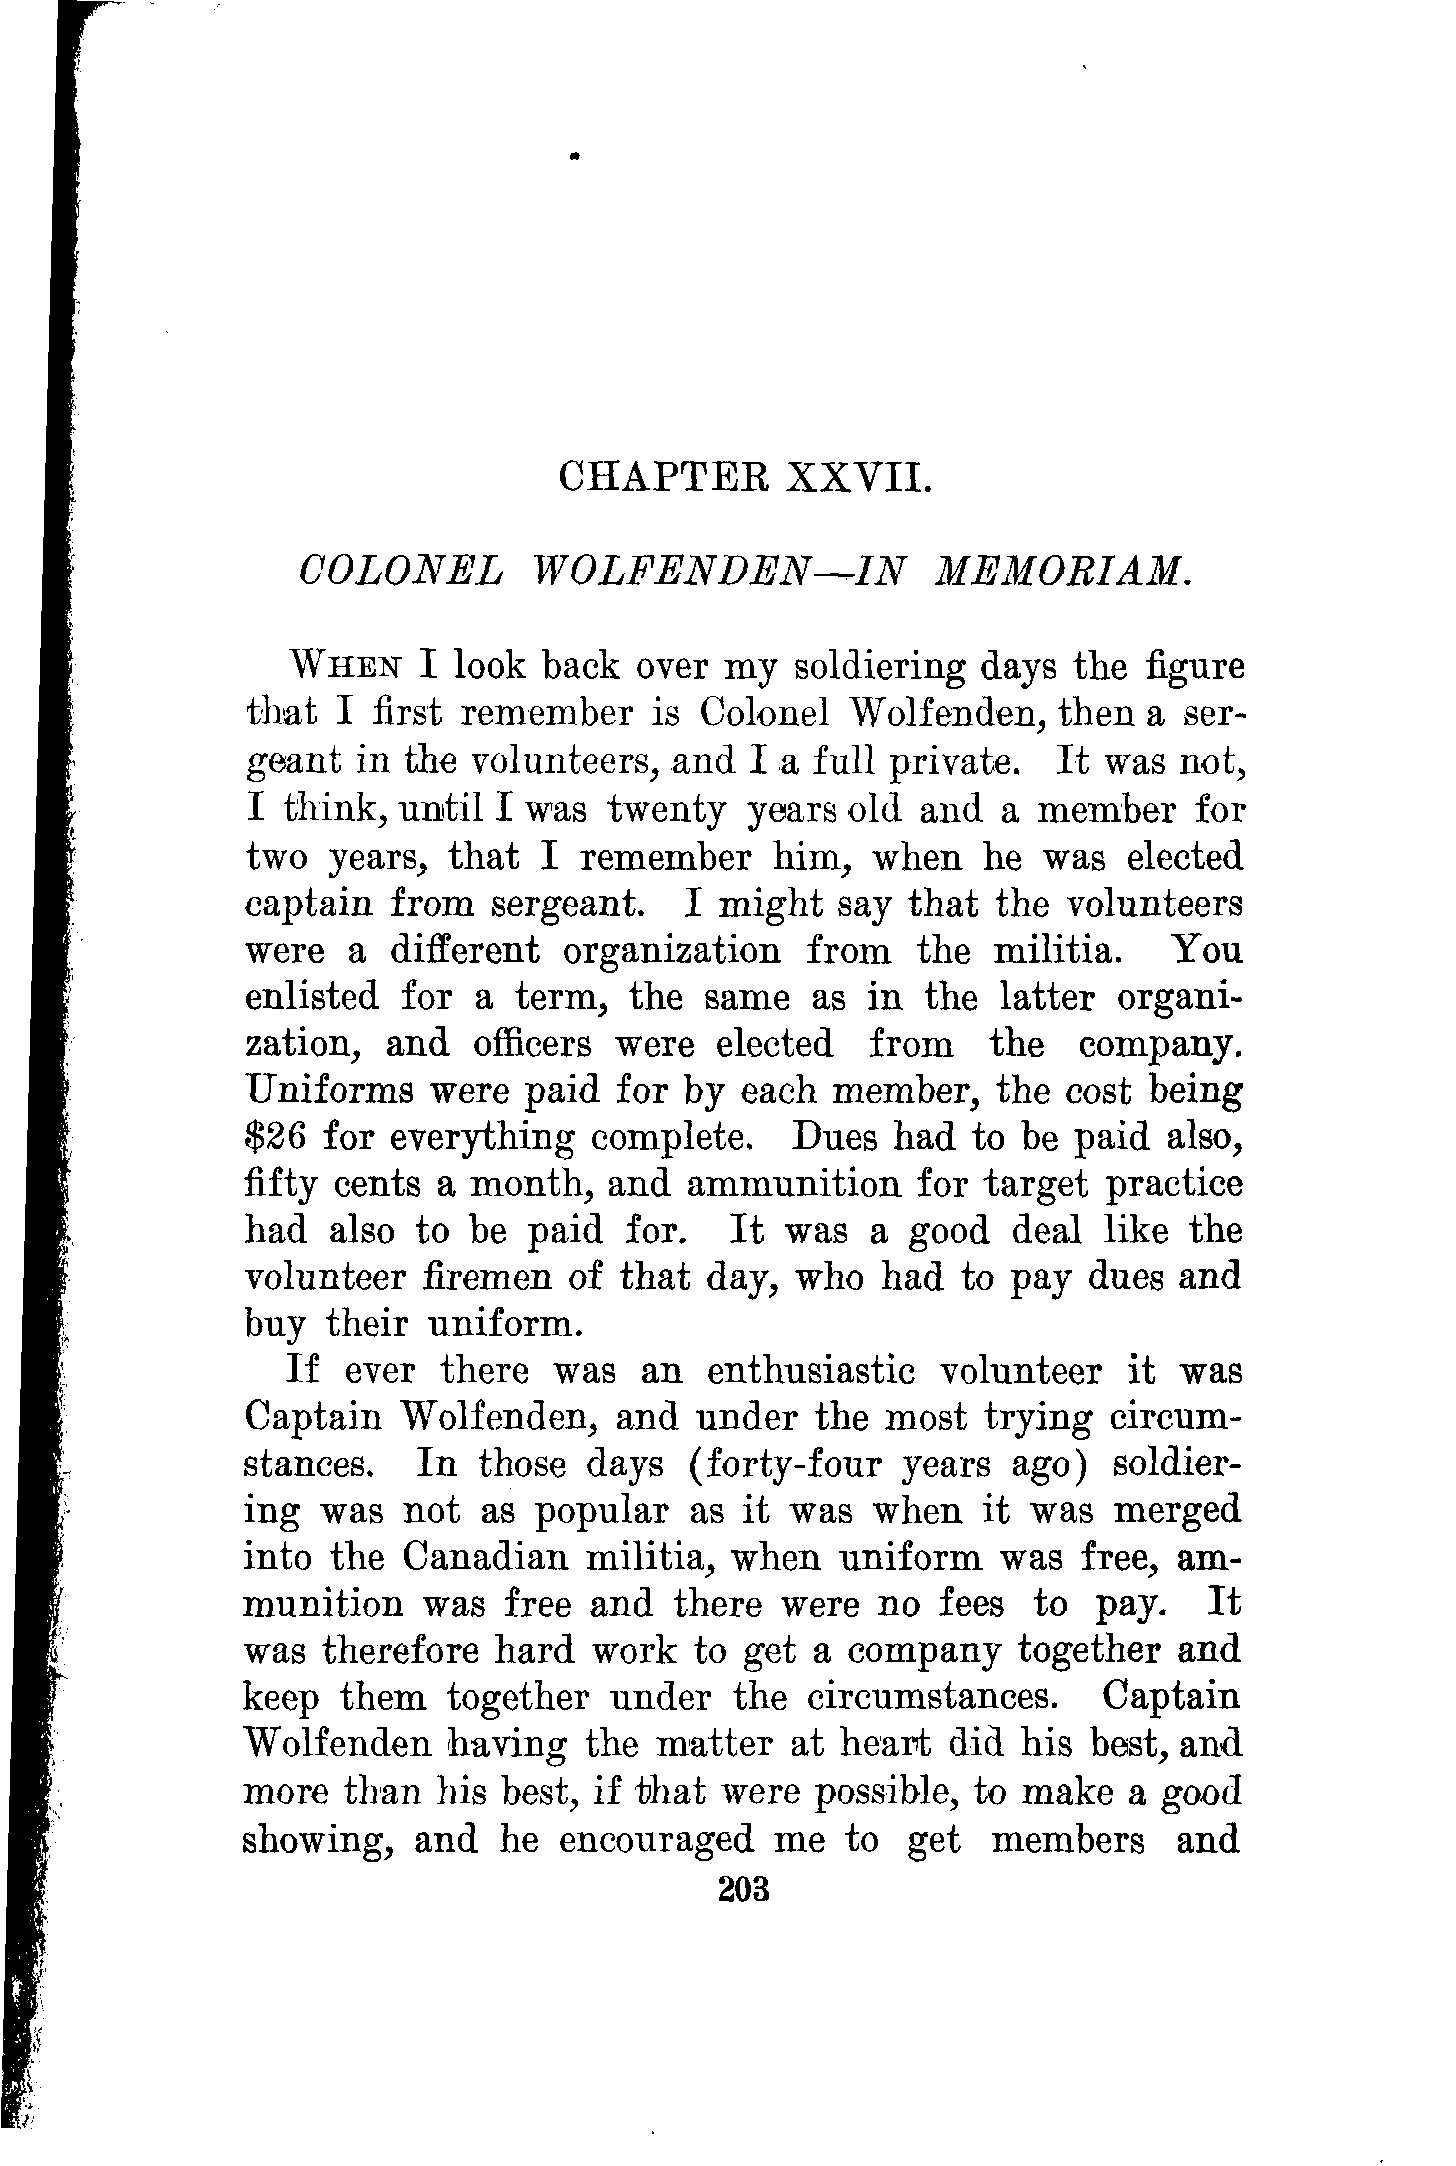 CHAPTER XXVII.
COLONEL WOLFENDEN—IN MEMORIAM.
WHEN I look back over my soldiering days the figure
that I first remember is Colonel Wolfenden, then a ser-
geant in the volunteers, and I a full private. It was not,
I think, until I was twenty years old and a member for
two years, that I remember him, when he was elected
captain from sergeant. I might say that the volunteers
were a different organization from the militia. You
enlisted for a term, the same as in the latter organi-
zation, and officers were elected from the company.
Uniforms were paid for by each member, the cost being
$26 for everything complete. Dues had to be paid also,
fifty cents a month, and ammunition for target practice
had also to be paid for. It was a good deal like the
volunteer firemen of that day, who had to pay dues and
buy their uniform.
If ever there was an enthusiastic volunteer it was
Captain Wolfenden, and under the most trying circum-
stances. In those days (forty-four years ago) soldier-
ing was not as popular as it was when it was merged
into the Canadian militia, when uniform was free, am-
munition was free and there were no fees to pay. It
was therefore hard work to get a company together and
keep them together under the circumstances. Captain
Wolfenden having the matter at heart did his best, and
more than his best, if that were possible, to make a good
showing, and he encouraged me to get members and
203